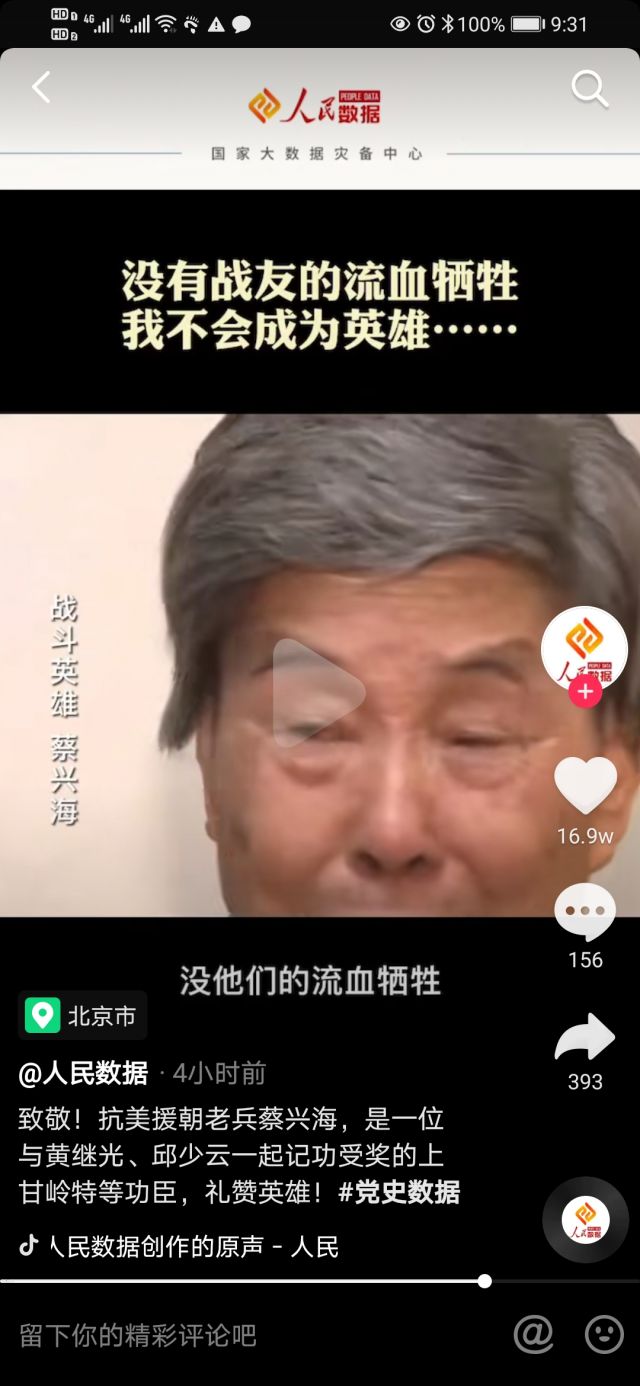 HD 1 4G 4G 100% 9:31
HD 2
人民数据
PEOPLE DATA
国家大数据灾备中心
没有战友的流血牺牲
我不会成为英雄……
战斗英雄 蔡兴海
人民数据
16.9w
156
没他们的流血牺牲
北京市
393
@人民数据 · 4小时前
致敬！抗美援朝老兵蔡兴海，是一位
与黄继光、邱少云一起记功受奖的上
甘岭特等功臣，礼赞英雄！#党史数据
人民数据创作的原声 - 人民
留下你的精彩评论吧